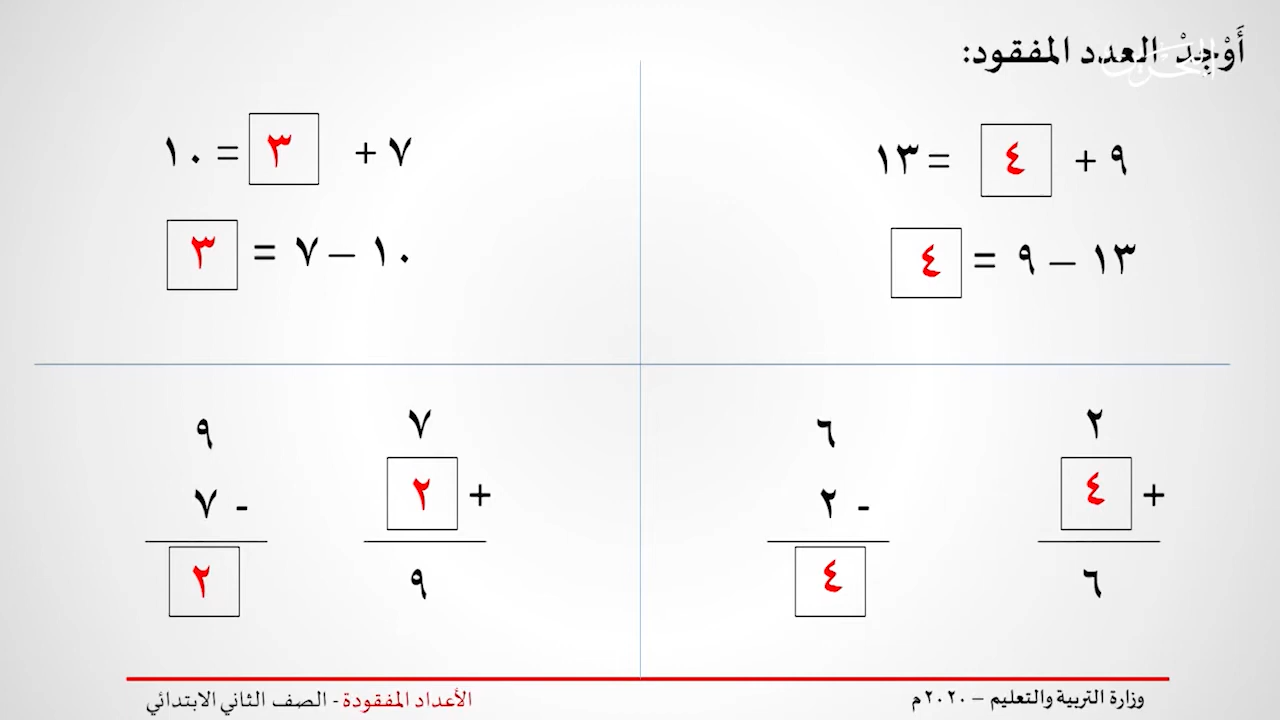 أَوْجِدْ العدد المفقود:
٩ + ٤ = ١٣
١٣ – ٩ = ٤
٧ + ٣ = ١٠
١٠ – ٧ = ٣
٢
+ ٤
٦
٦
- ٢
٤
٧
+ ٢
٩
٩
- ٧
٢
وزارة التربية والتعليم – ٢٠٢٠م
الأعداد المفقودة - الصف الثاني الابتدائي